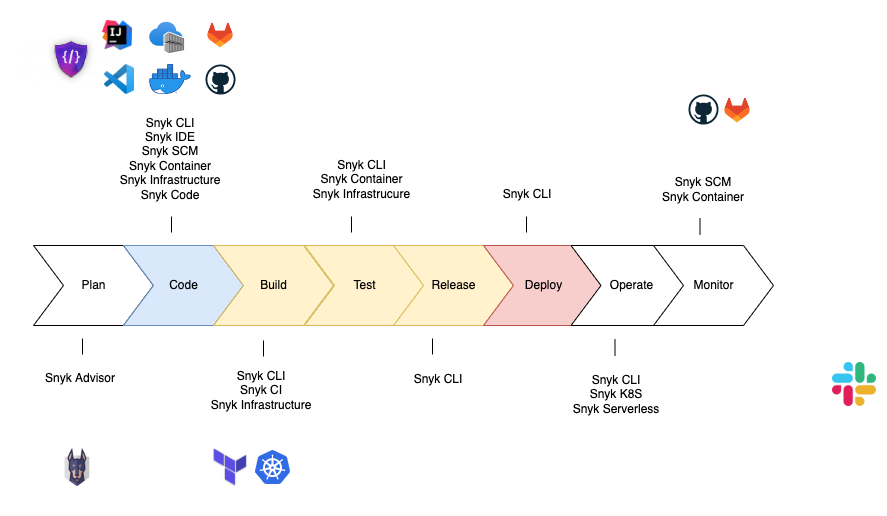 {/}
IJ
Snyk CLI
Snyk IDE
Snyk SCM
Snyk Container
Snyk Infrastructure
Snyk Code
Snyk CLI
Snyk Container
Snyk Infrastrucure
Snyk CLI
Snyk SCM
Snyk Container
Plan
Code
Build
Test
Release
Deploy
Operate
Monitor
Snyk Advisor
Snyk CLI
Snyk CI
Snyk Infrastructure
Snyk CLI
Snyk CLI
Snyk K8S
Snyk Serverless